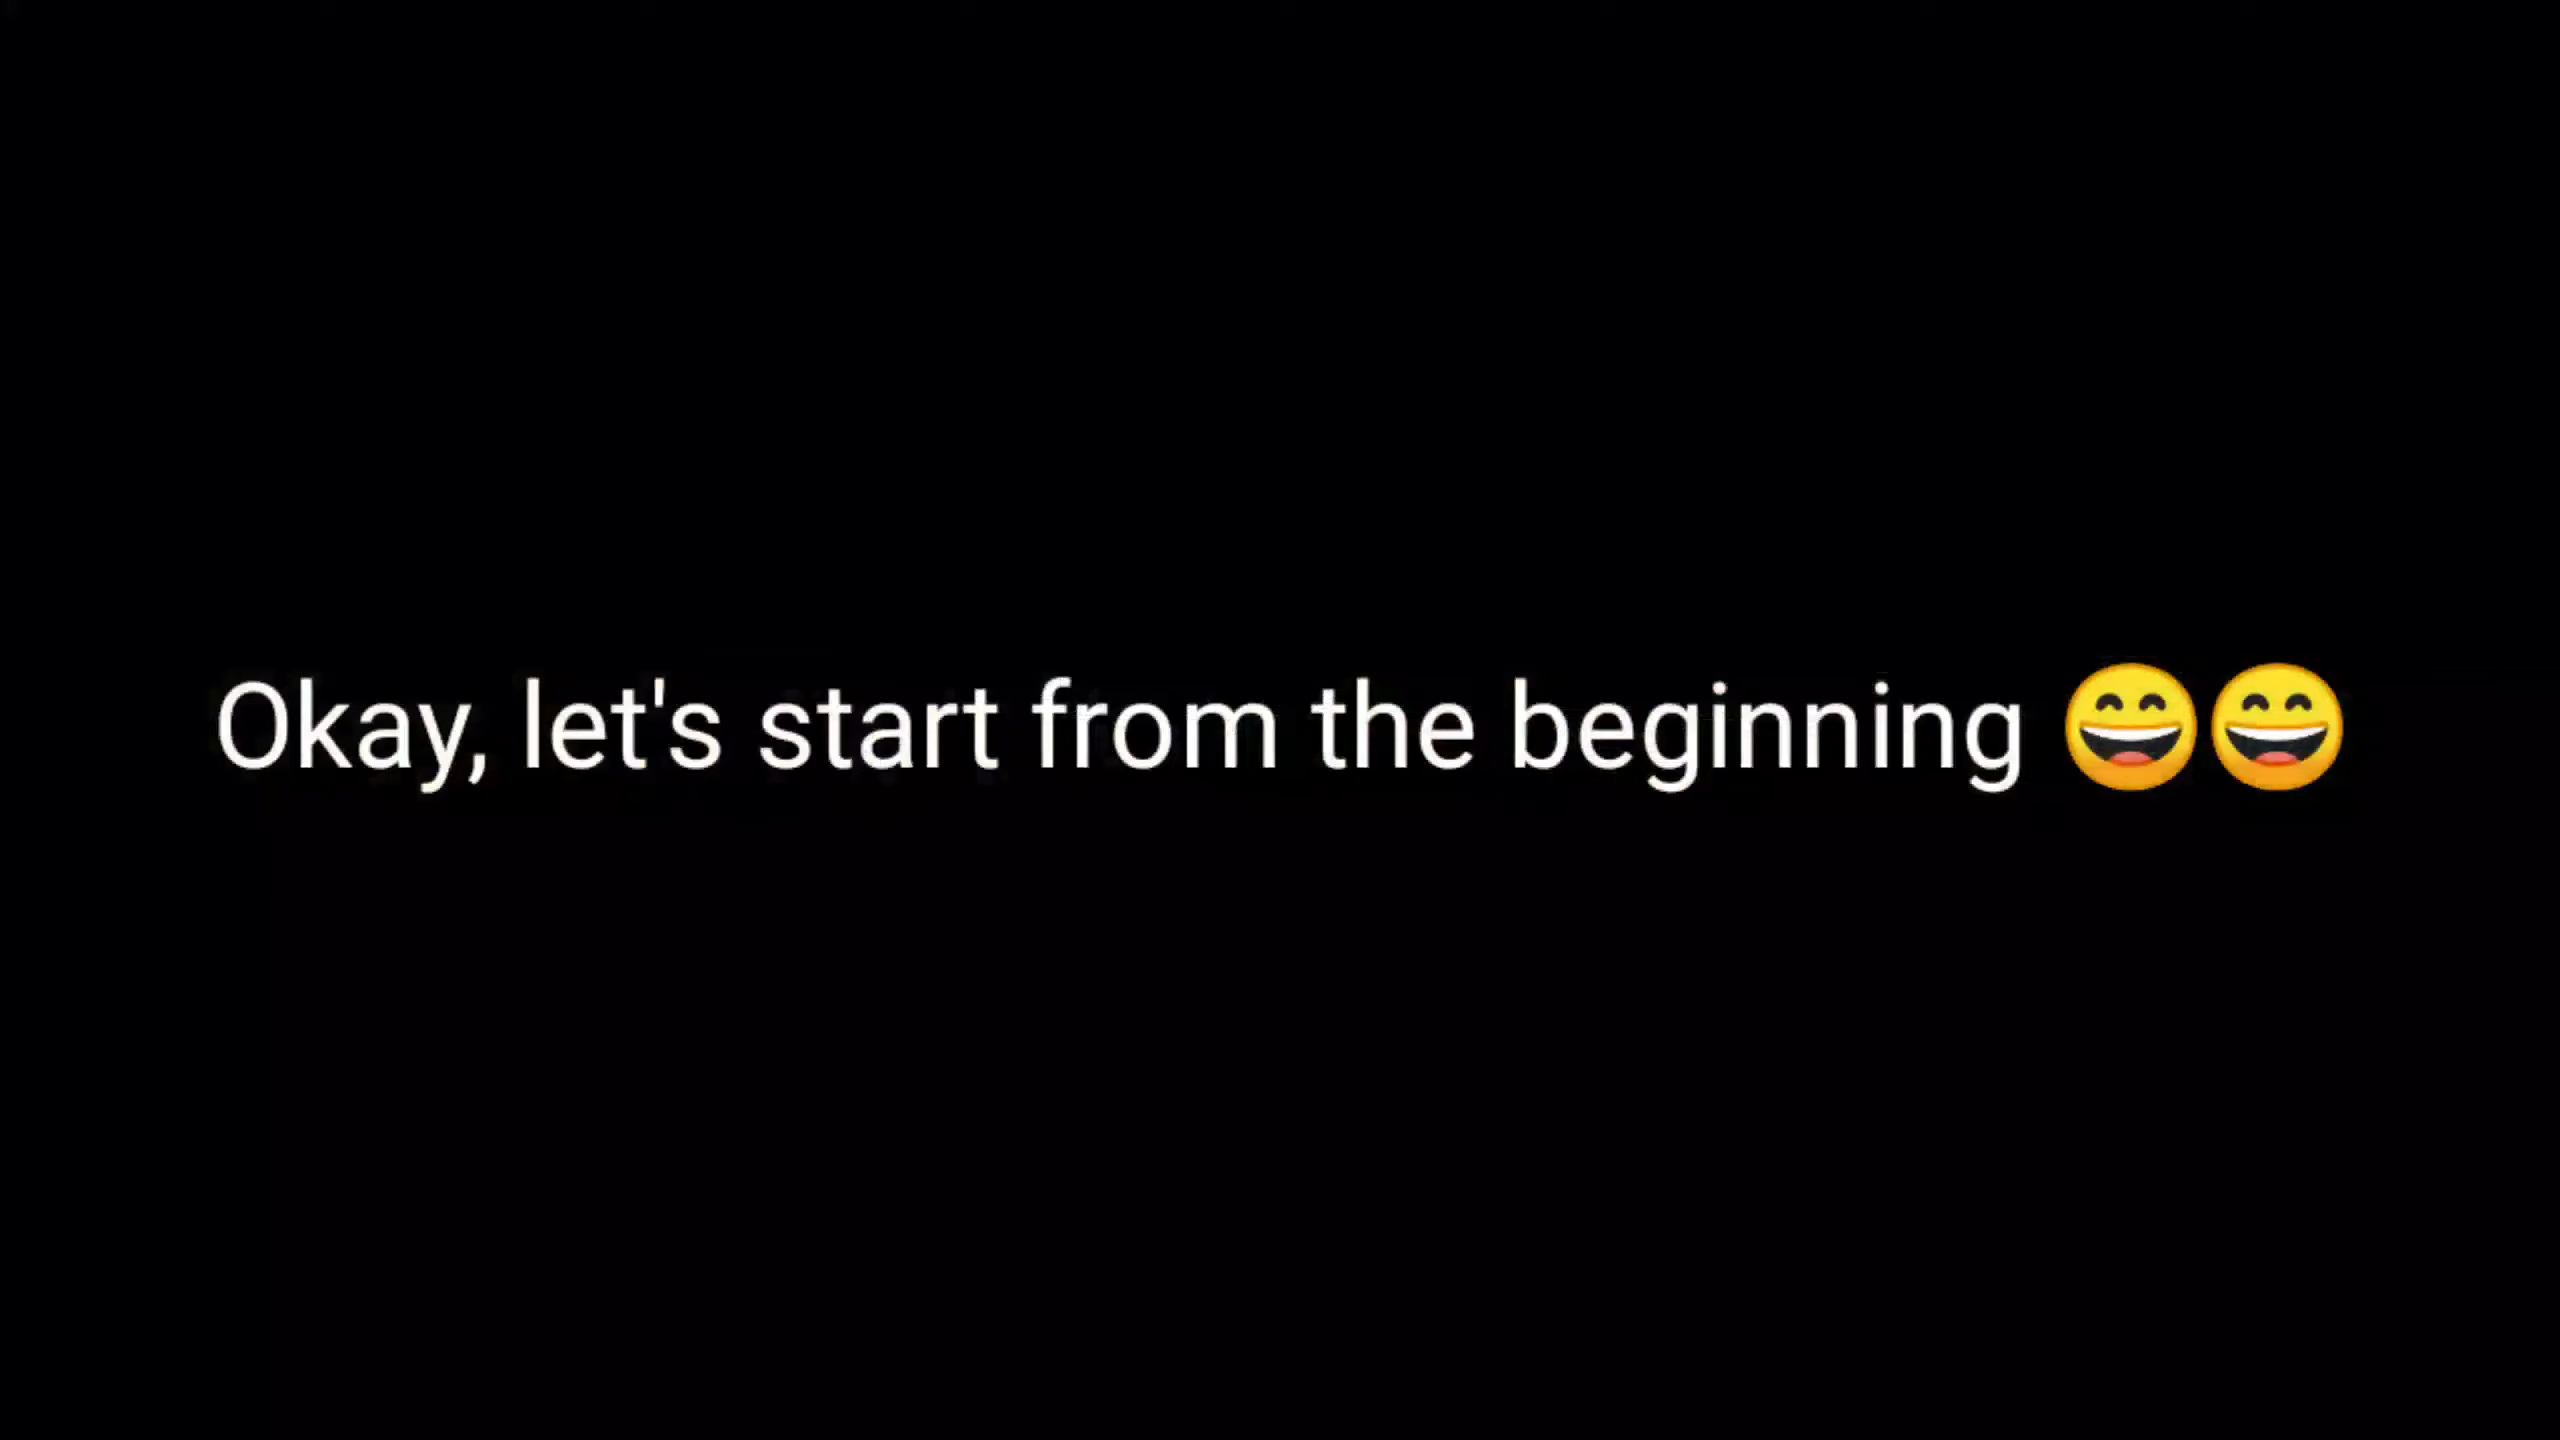 Okay, let's start from the beginning 😄😄